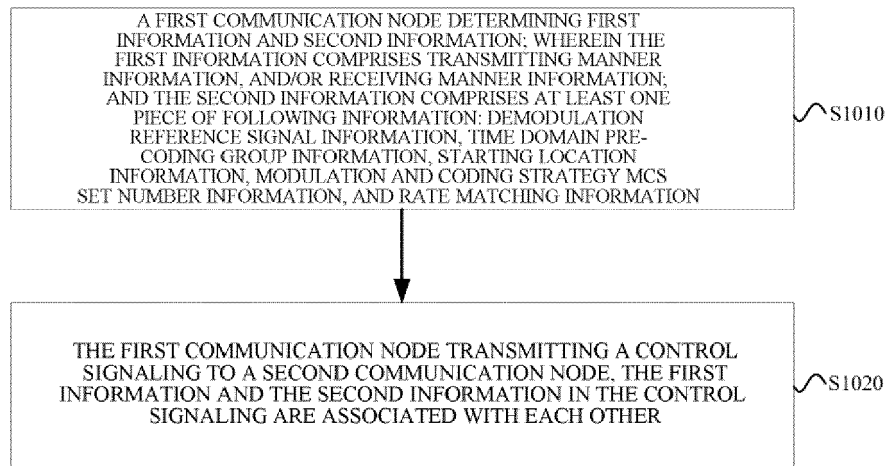 A FIRST COMMUNICATION NODE DETERMINING FIRST
INFORMATION AND SECOND INFORMATION; WHEREIN THE
FIRST INFORMATION COMPRISES TRANSMITTING MANNER
INFORMATION, AND/OR RECEIVING MANNER INFORMATION;
AND THE SECOND INFORMATION COMPRISES AT LEAST ONE
PIECE OF FOLLOWING INFORMATION: DEMODULATION
REFERENCE SIGNAL INFORMATION, TIME DOMAIN PRE-
CODING GROUP INFORMATION, STARTING LOCATION
INFORMATION, MODULATION AND CODING STRATEGY MCS
SET NUMBER INFORMATION, AND RATE MATCHING INFORMATION
S1010
THE FIRST COMMUNICATION NODE TRANSMITTING A CONTROL
SIGNALING TO A SECOND COMMUNICATION NODE, THE FIRST
INFORMATION AND THE SECOND INFORMATION IN THE CONTROL
SIGNALING ARE ASSOCIATED WITH EACH OTHER
S1020